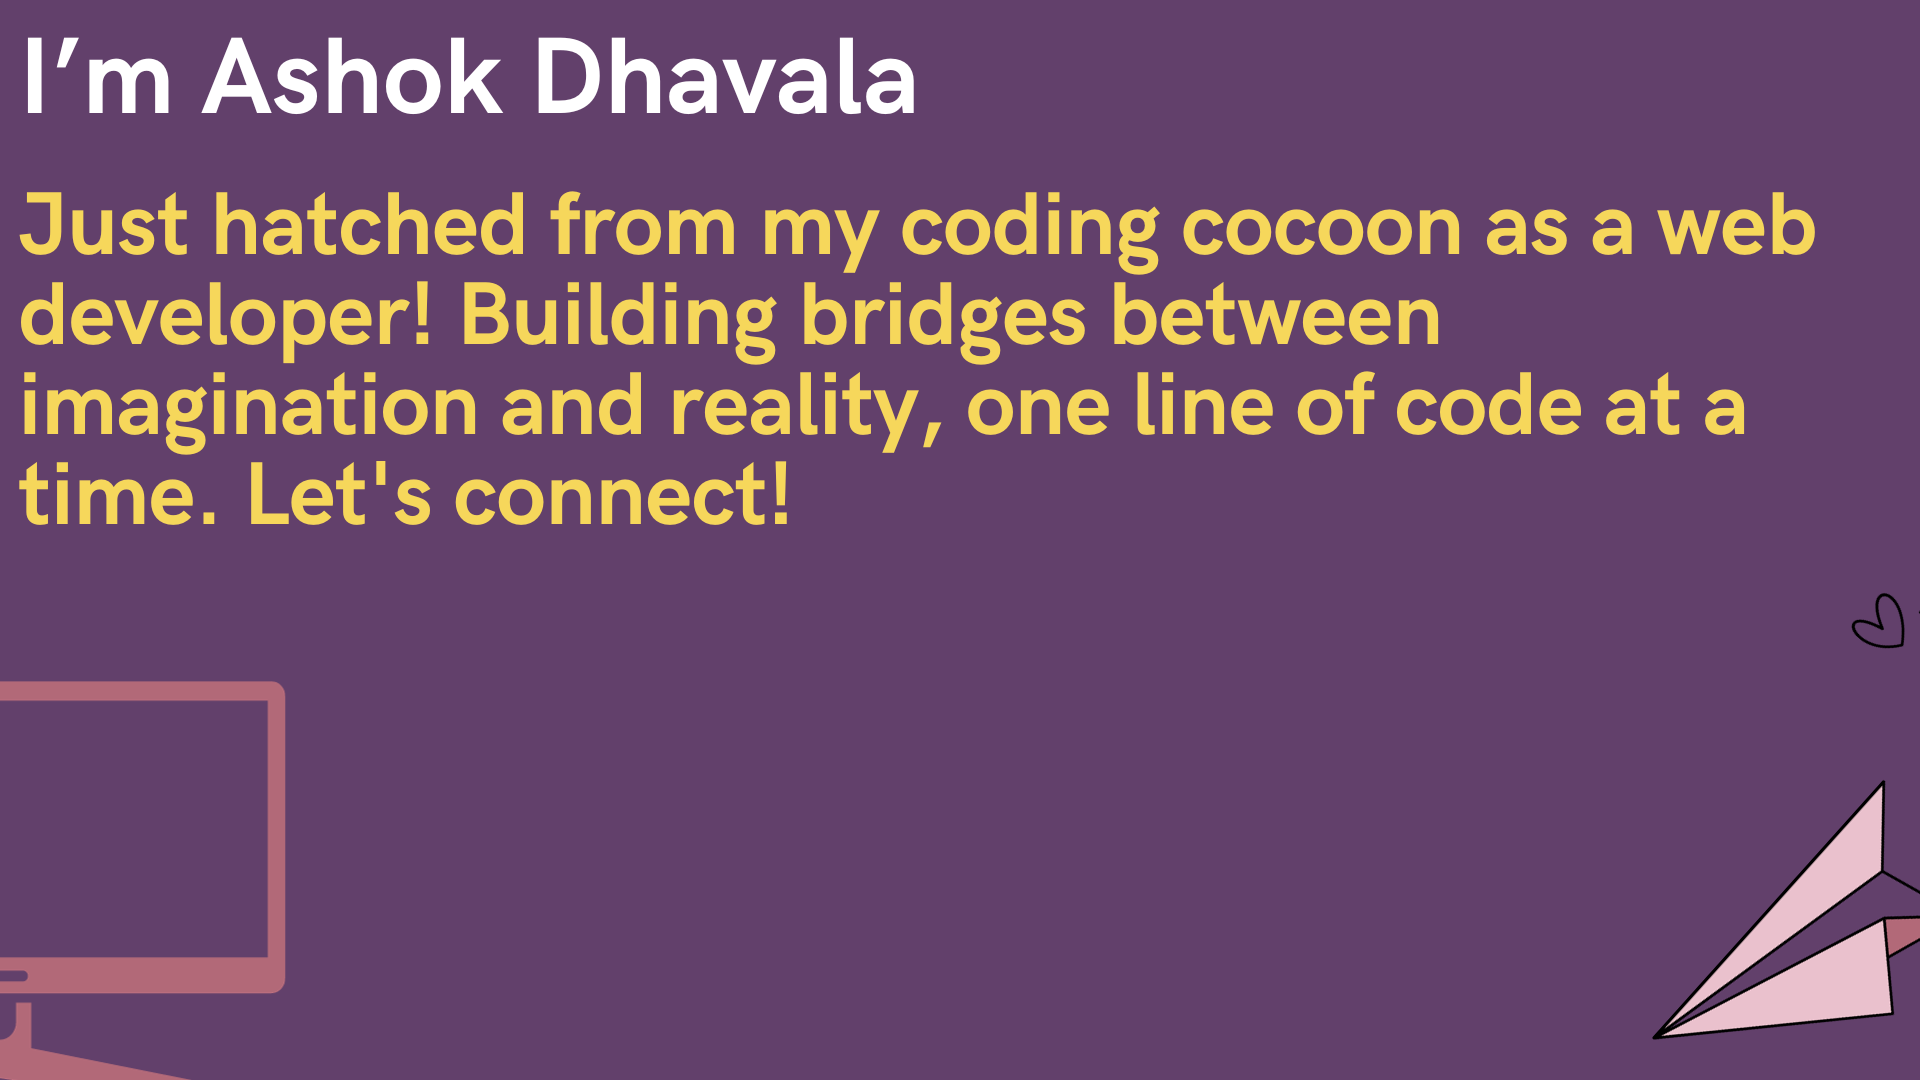 I’m Ashok Dhavala
Just hatched from my coding cocoon as a web
developer! Building bridges between
imagination and reality, one line of code at a
time. Let's connect!